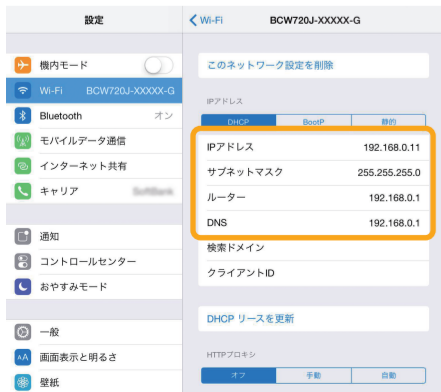 設定
機内モード
Wi-Fi BCW720J-XXXXX-G
Bluetooth オン
モバイルデータ通信
インターネット共有
キャリア
通知
コントロールセンター
おやすみモード
一般
画面表示と明るさ
壁紙
Wi-Fi BCW720J-XXXXX-G
このネットワーク設定を削除
IPアドレス
DHCP BootP 静的
IPアドレス 192.168.0.11
サブネットマスク 255.255.255.0
ルーター 192.168.0.1
DNS 192.168.0.1
検索ドメイン
クライアントID
DHCP リースを更新
HTTPプロキシ
オフ 手動 自動